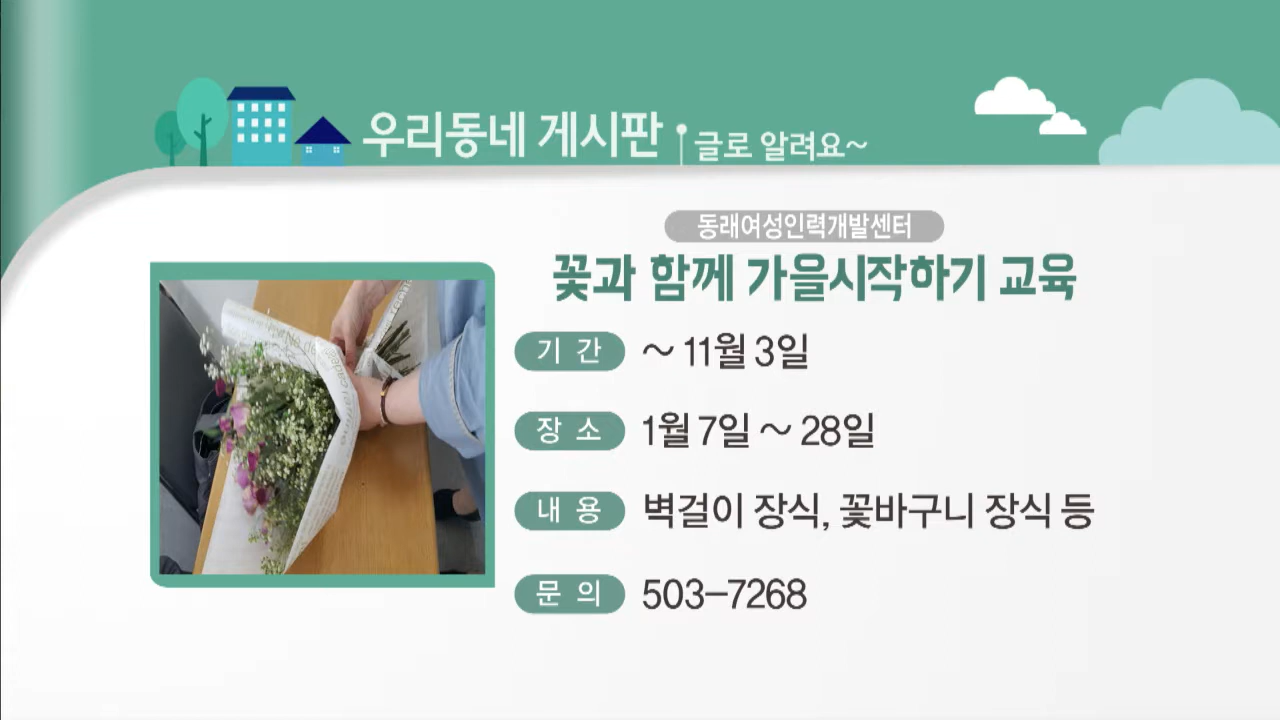 우리동네 게시판 글로 알려요~
동래여성인력개발센터
꽃과 함께 가을시작하기 교육
기 간 ~ 11월 3일
장 소 1월 7일 ~ 28일
내 용 벽걸이 장식, 꽃바구니 장식 등
문 의 503-7268